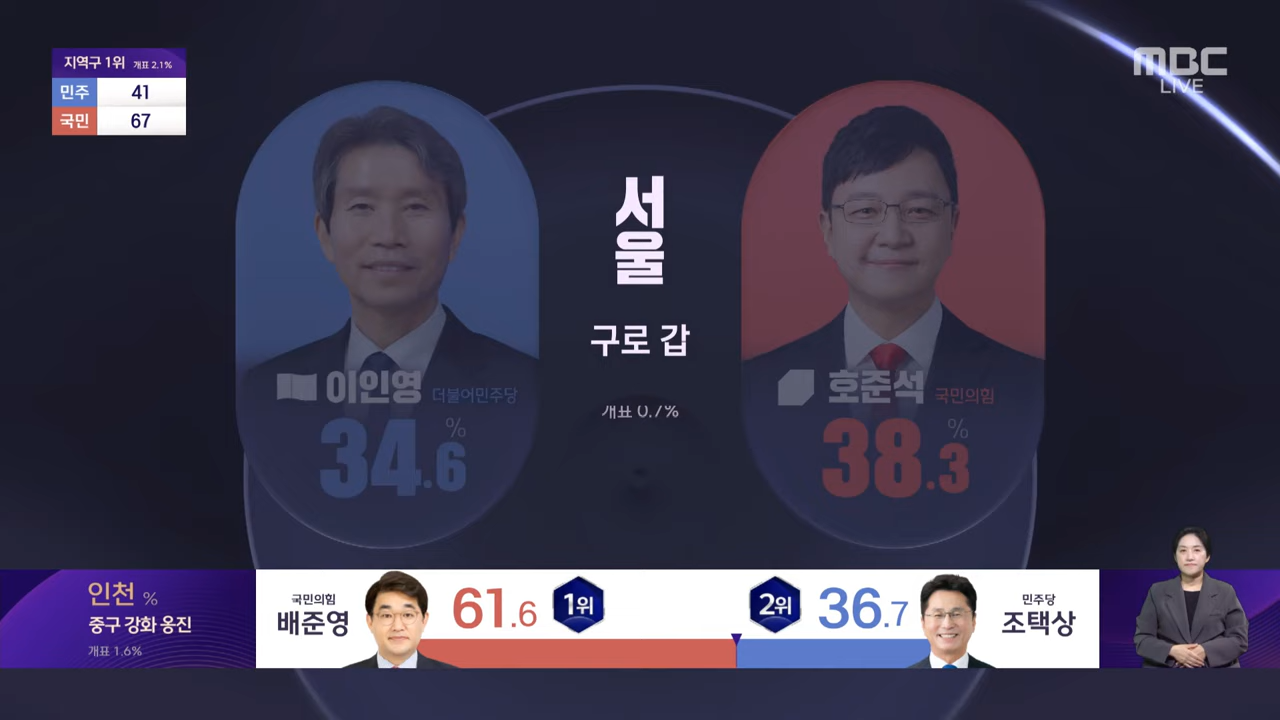 지역구 1위 개표 2.1%
민주 41
국민 67
MBC
LIVE
서울
구로 갑
개표 0.7%
이인영 더불어민주당
34.6%
호준석 국민의힘
38.3%
인천 %
중구 강화 옹진
개표 1.6%
국민의힘
배준영
61.6
1위
2위
36.7
민주당
조택상